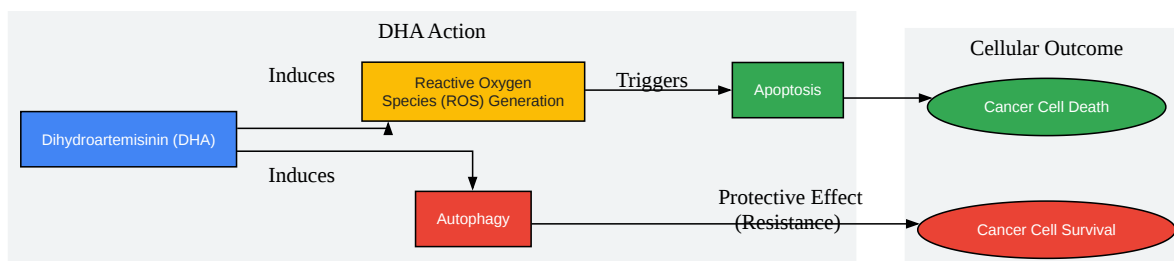 DHA Action
Cellular Outcome
Induces
Reactive Oxygen
Species (ROS) Generation
Triggers
Apoptosis
Cancer Cell Death
Dihydroartemisinin (DHA)
Induces
Autophagy
Protective Effect
(Resistance)
Cancer Cell Survival